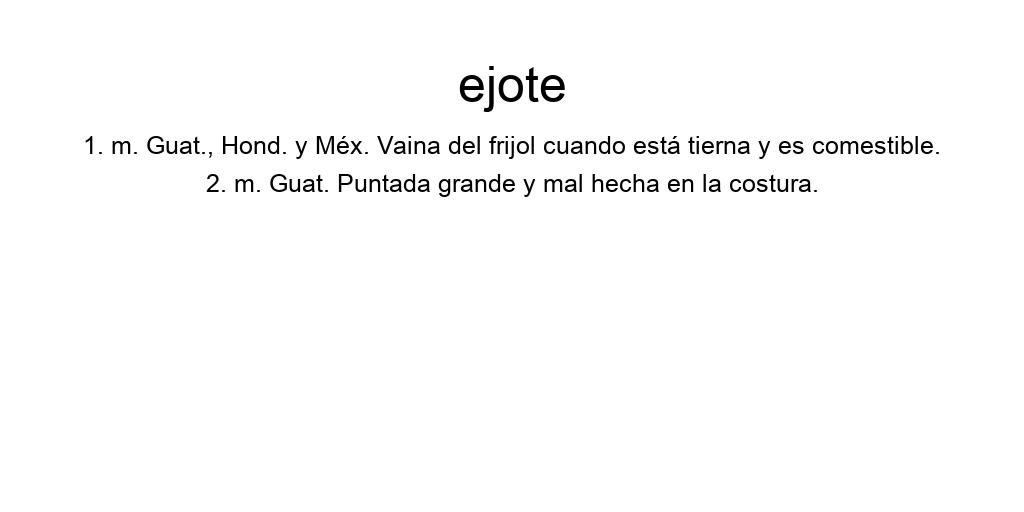 ejote
1. m. Guat., Hond. y Méx. Vaina del frijol cuando está tierna y es comestible.
2. m. Guat. Puntada grande y mal hecha en la costura.